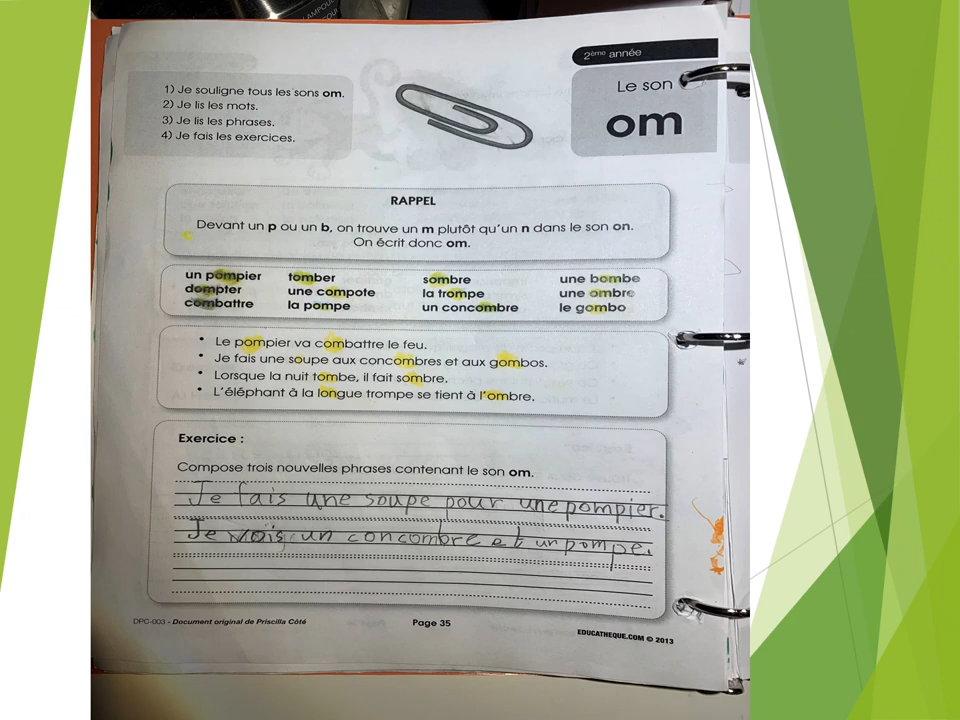 LAMPOUL
2ème année
1) Je souligne tous les sons om.
2) Je lis les mots.
3) Je lis les phrases.
4) Je fais les exercices.
Le son
om
RAPPEL
Devant un p ou un b, on trouve un m plutôt qu'un n dans le son on.
On écrit donc om.
un pompier tomber sombre une bombe
dompter une compote la trompe une ombre
combattre la pompe un concombre le gombo
• Le pompier va combattre le feu.
• Je fais une soupe aux concombres et aux gombos.
• Lorsque la nuit tombe, il fait sombre.
• L'éléphant à la longue trompe se tient à l'ombre.
Exercice :
Compose trois nouvelles phrases contenant le son om.
Je fais une soupe pour une pompier.
Je vois un concombre et un pompe.
DPC-003 - Document original de Priscilla Côté
Page 35
EDUCATHEQUE.COM © 2013